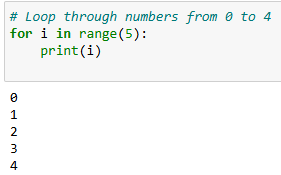 # Loop through numbers from 0 to 4
for i in range(5):
    print(i)
0
1
2
3
4